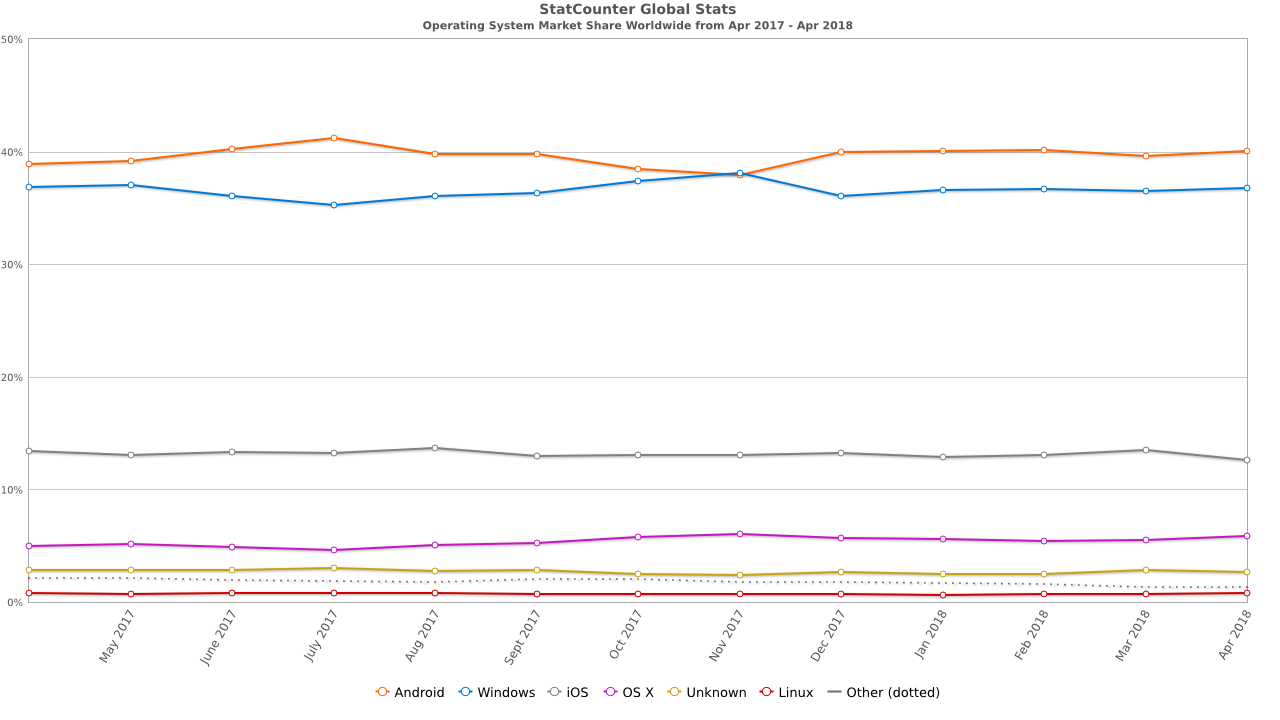 StatCounter Global Stats
Operating System Market Share Worldwide from Apr 2017 - Apr 2018
50%
40%
30%
20%
10%
0%
May 2017 June 2017 July 2017 Aug 2017 Sept 2017 Oct 2017 Nov 2017 Dec 2017 Jan 2018 Feb 2018 Mar 2018 Apr 2018
Android Windows iOS OS X Unknown Linux Other (dotted)